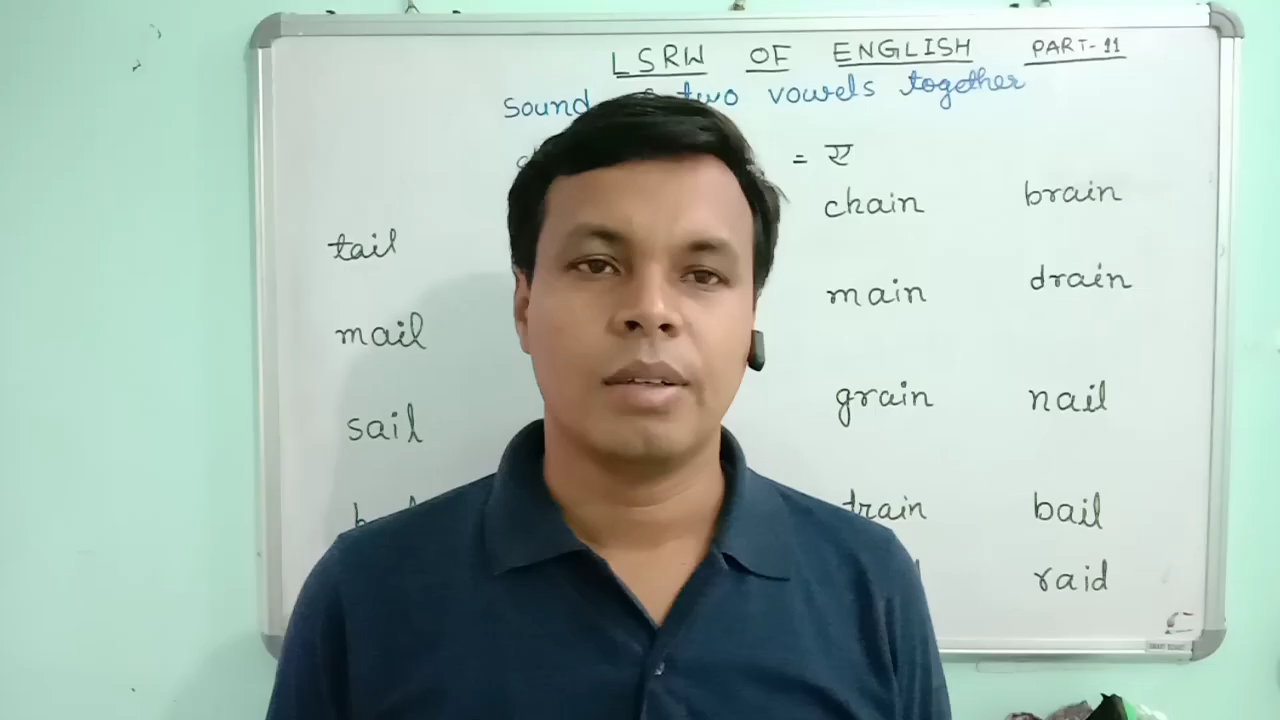 LSRW OF ENGLISH PART-11
Sound two vowels together
= ए
chain brain
tail
main drain
mail
grain nail
sail
train bail
raid